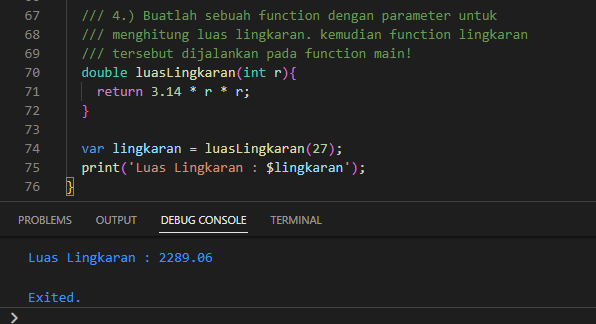 67 /// 4.) Buatlah sebuah function dengan parameter untuk
68 /// menghitung luas lingkaran. kemudian function lingkaran
69 /// tersebut dijalankan pada function main!
70 double luasLingkaran(int r){
71 return 3.14 * r * r;
72 }
73
74 var lingkaran = luasLingkaran(27);
75 print('Luas Lingkaran : $lingkaran');
76 }
PROBLEMS OUTPUT DEBUG CONSOLE TERMINAL
Luas Lingkaran : 2289.06
Exited.